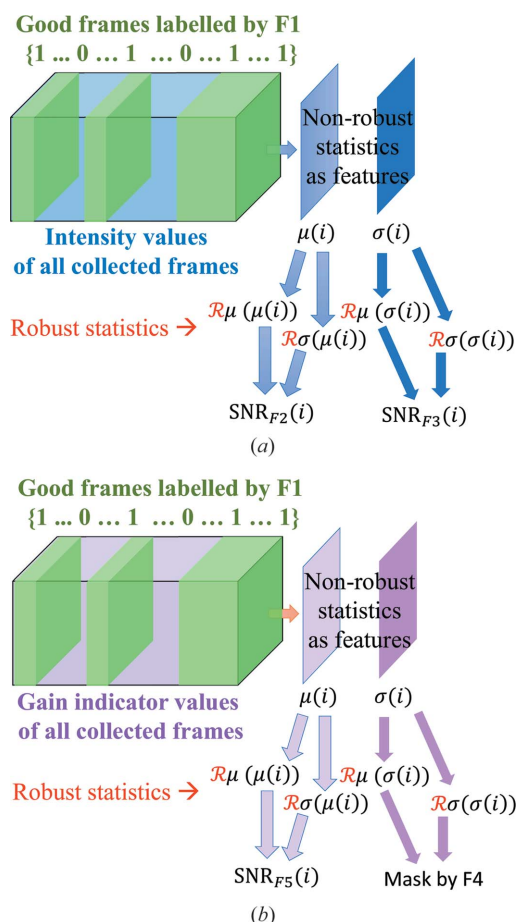 Good frames labelled by F1
{1 ... 0 ... 1 ... 0 ... 1 ... 1}
Non-robust
statistics
as features
Intensity values
of all collected frames
μ(i) σ(i)
ℛμ (μ(i)) ℛμ (σ(i))
Robust statistics →
ℛσ(μ(i)) ℛσ(σ(i))
SNR_F2(i) SNR_F3(i)
(a)
Good frames labelled by F1
{1 ... 0 ... 1 ... 0 ... 1 ... 1}
Non-robust
statistics
as features
Gain indicator values
of all collected frames
μ(i) σ(i)
ℛμ (μ(i)) ℛμ (σ(i))
Robust statistics →
ℛσ(μ(i)) ℛσ(σ(i))
SNR_F5(i) Mask by F4
(b)